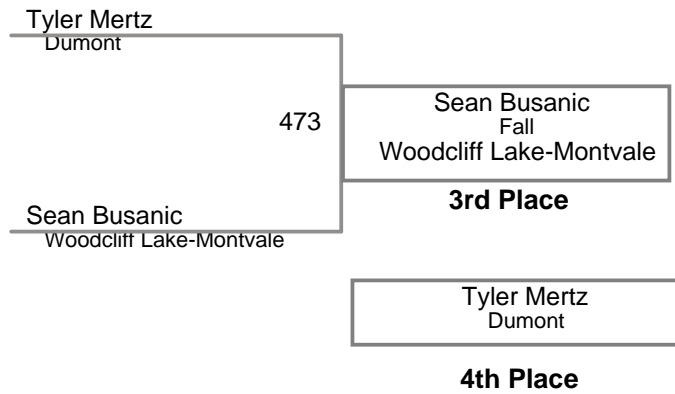 Tyler Mertz
Dumont
473
Sean Busanic
Fall
Woodcliff Lake-Montvale
3rd Place
Sean Busanic
Woodcliff Lake-Montvale
Tyler Mertz
Dumont
4th Place